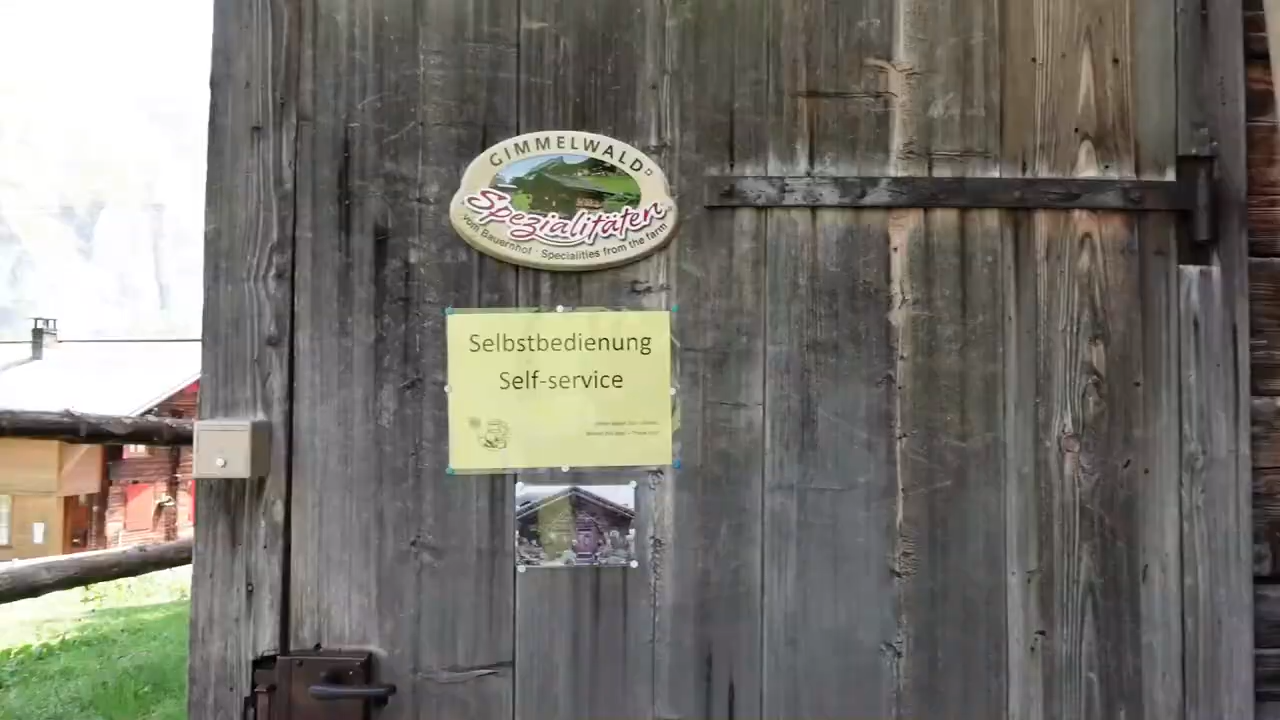 GIMMELWALD
Spezialitäten
vom Bauernhof · Specialities from the farm
Selbstbedienung
Self-service